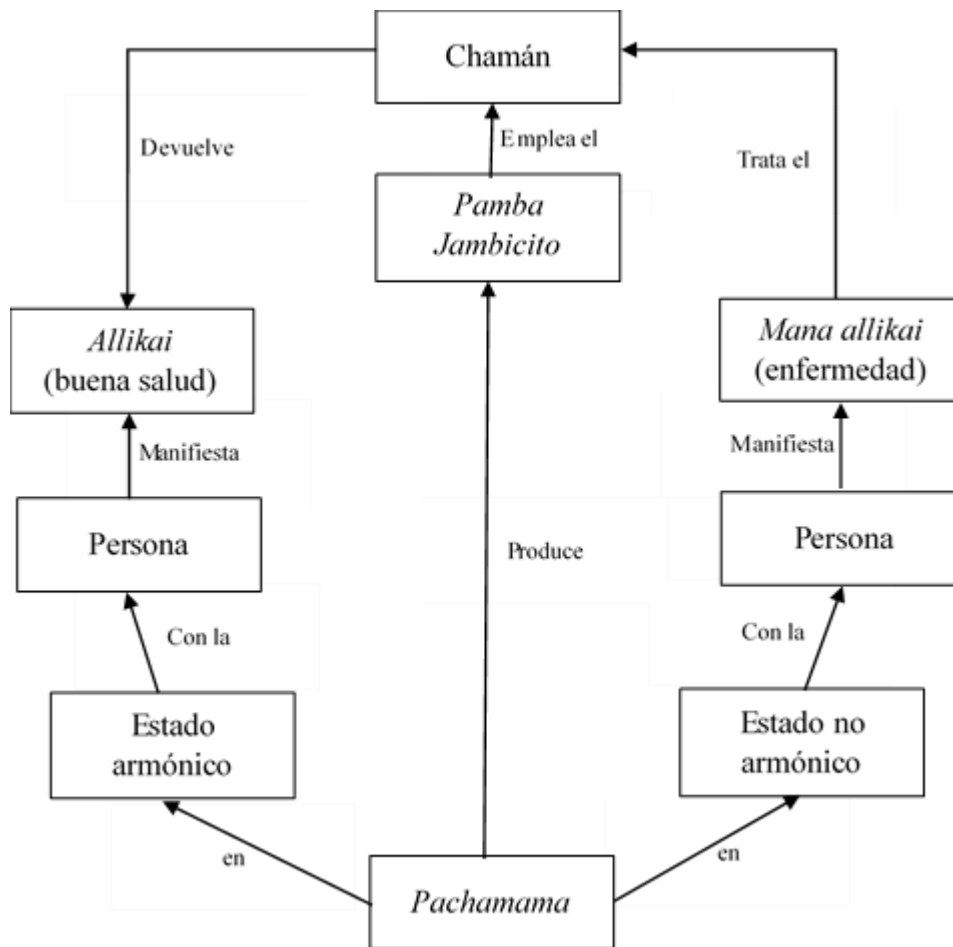 Chamán
Devuelve
Emplea el
Trata el
Pamba
Jambicito
Allikai
(buena salud)
Mana allikai
(enfermedad)
Manifiesta
Manifiesta
Persona
Produce
Persona
Con la
Con la
Estado
armónico
Estado no
armónico
en
en
Pachamama